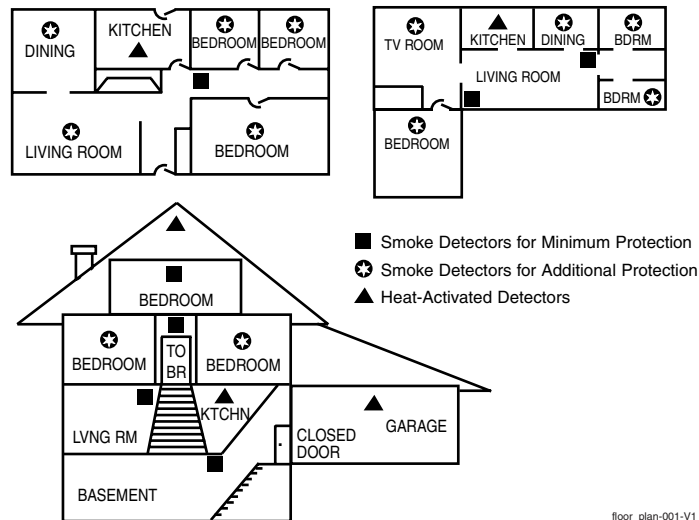 DINING
KITCHEN
BEDROOM
BEDROOM
LIVING ROOM
BEDROOM
TV ROOM
KITCHEN
DINING
BDRM
LIVING ROOM
BDRM
BEDROOM
Smoke Detectors for Minimum Protection
Smoke Detectors for Additional Protection
Heat-Activated Detectors
BEDROOM
BEDROOM
TO
BR
BEDROOM
LVNG RM
KTCHN
CLOSED
DOOR
GARAGE
BASEMENT
floor_plan-001-V1